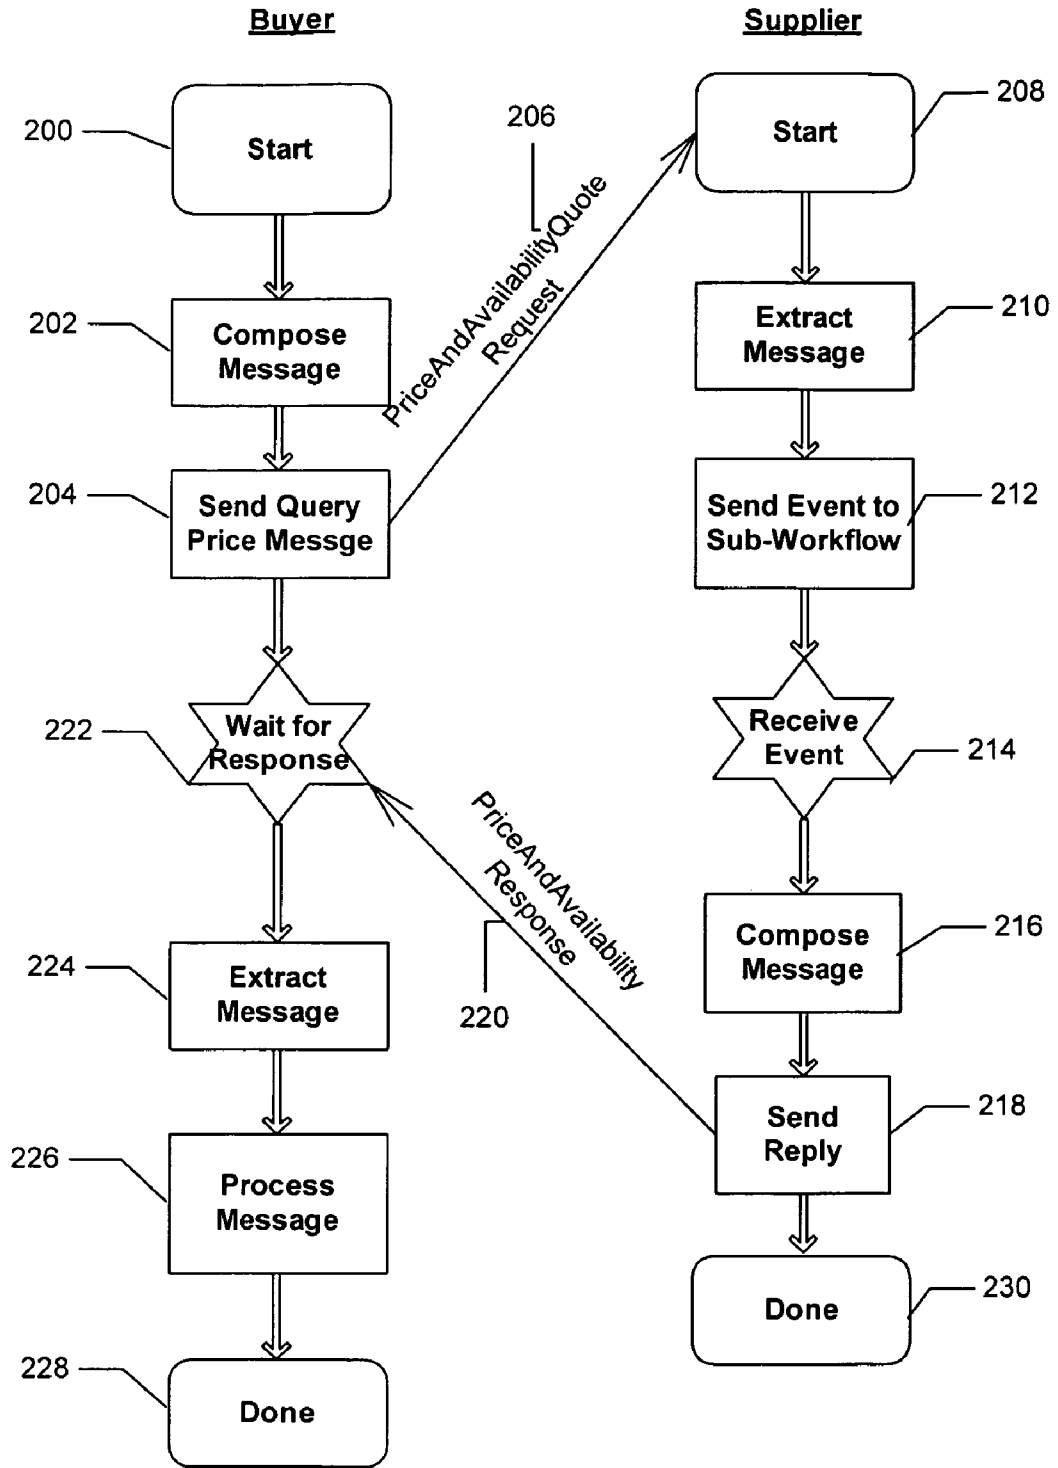 Buyer
Supplier
200
Start
206
208
Start
PriceAndAvailabilityQuote
Request
202
Compose
Message
210
Extract
Message
204
Send Query
Price Messge
212
Send Event to
Sub-Workflow
222
Wait for
Response
214
Receive
Event
PriceAndAvailability
Response
220
216
Compose
Message
224
Extract
Message
218
Send
Reply
226
Process
Message
230
Done
228
Done